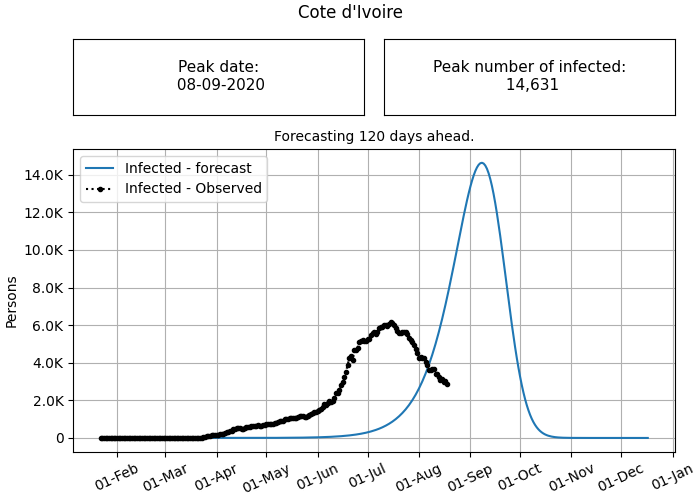 Cote d'Ivoire
Peak date:
08-09-2020
Peak number of infected:
14,631
Forecasting 120 days ahead.
Infected - forecast
Infected - Observed
14.0K
12.0K
10.0K
8.0K
6.0K
4.0K
2.0K
0
Persons
01-Feb
01-Mar
01-Apr
01-May
01-Jun
01-Jul
01-Aug
01-Sep
01-Oct
01-Nov
01-Dec
01-Jan